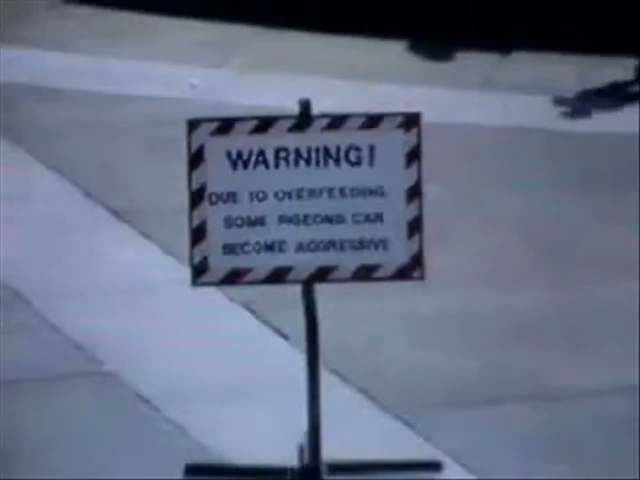 WARNING!
DUE TO OVERFEEDING
SOME PIGEONS CAN
BECOME AGGRESSIVE